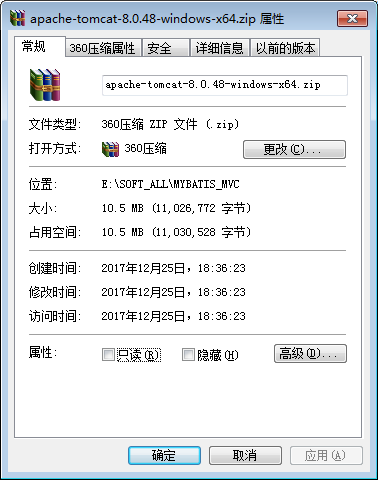 apache-tomcat-8.0.48-windows-x64.zip 属性
常规 360压缩属性 安全 详细信息 以前的版本
apache-tomcat-8.0.48-windows-x64.zip
文件类型: 360压缩 ZIP 文件 (.zip)
打开方式: 360压缩 更改(C)...
位置: E:\SOFT_ALL\MYBATIS_MVC
大小: 10.5 MB (11,026,772 字节)
占用空间: 10.5 MB (11,030,528 字节)
创建时间: 2017年12月25日，18:36:23
修改时间: 2017年12月25日，18:36:23
访问时间: 2017年12月25日，18:36:23
属性: 只读(R) 隐藏(H) 高级(D)...
确定 取消 应用(A)